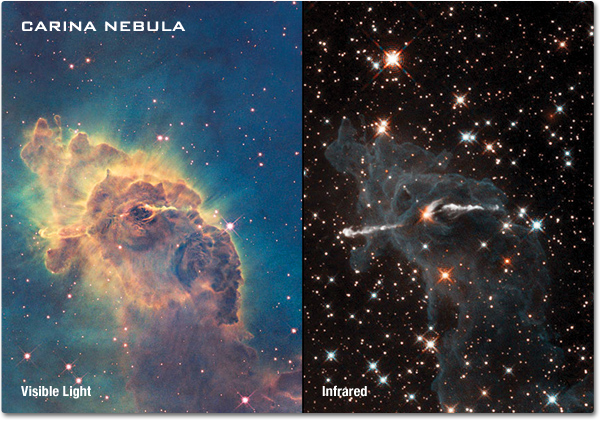 CARINA NEBULA
Visible Light
Infrared